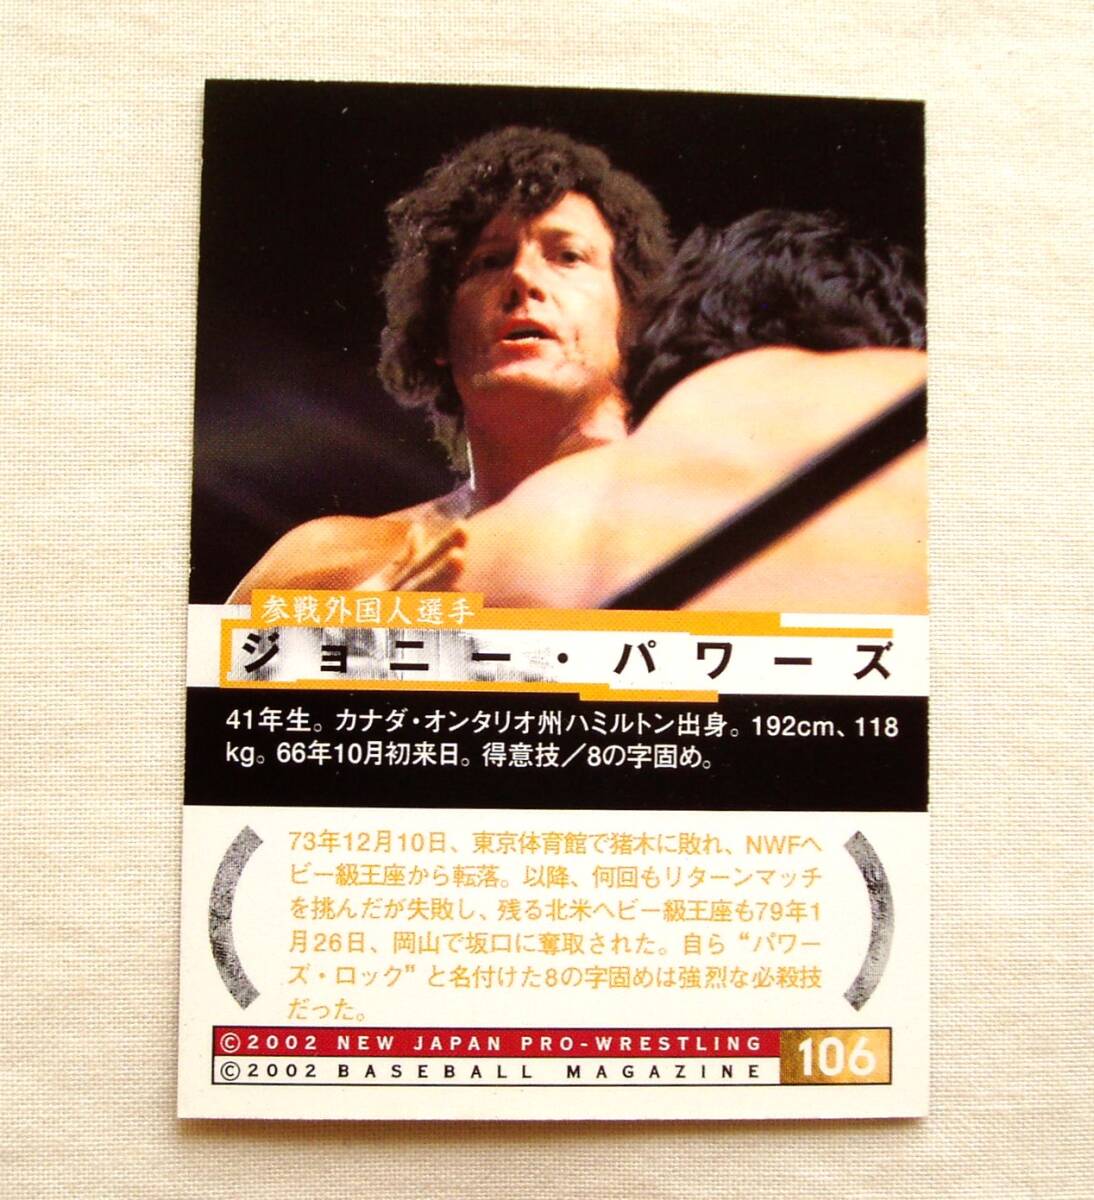 参戦外国人選手
ジョニー・パワーズ
41年生。カナダ・オンタリオ州ハミルトン出身。192cm、118
kg。66年10月初来日。得意技／8の字固め。
73年12月10日、東京体育館で猪木に敗れ、NWFヘ
ビー級王座から転落。以降、何回もリターンマッチ
を挑んだが失敗し、残る北米ヘビー級王座も79年1
月26日、岡山で坂口に奪取された。自ら“パワー
ズ・ロック”と名付けた8の字固めは強烈な必殺技
だった。
©2002 NEW JAPAN PRO-WRESTLING
©2002 BASEBALL MAGAZINE
106